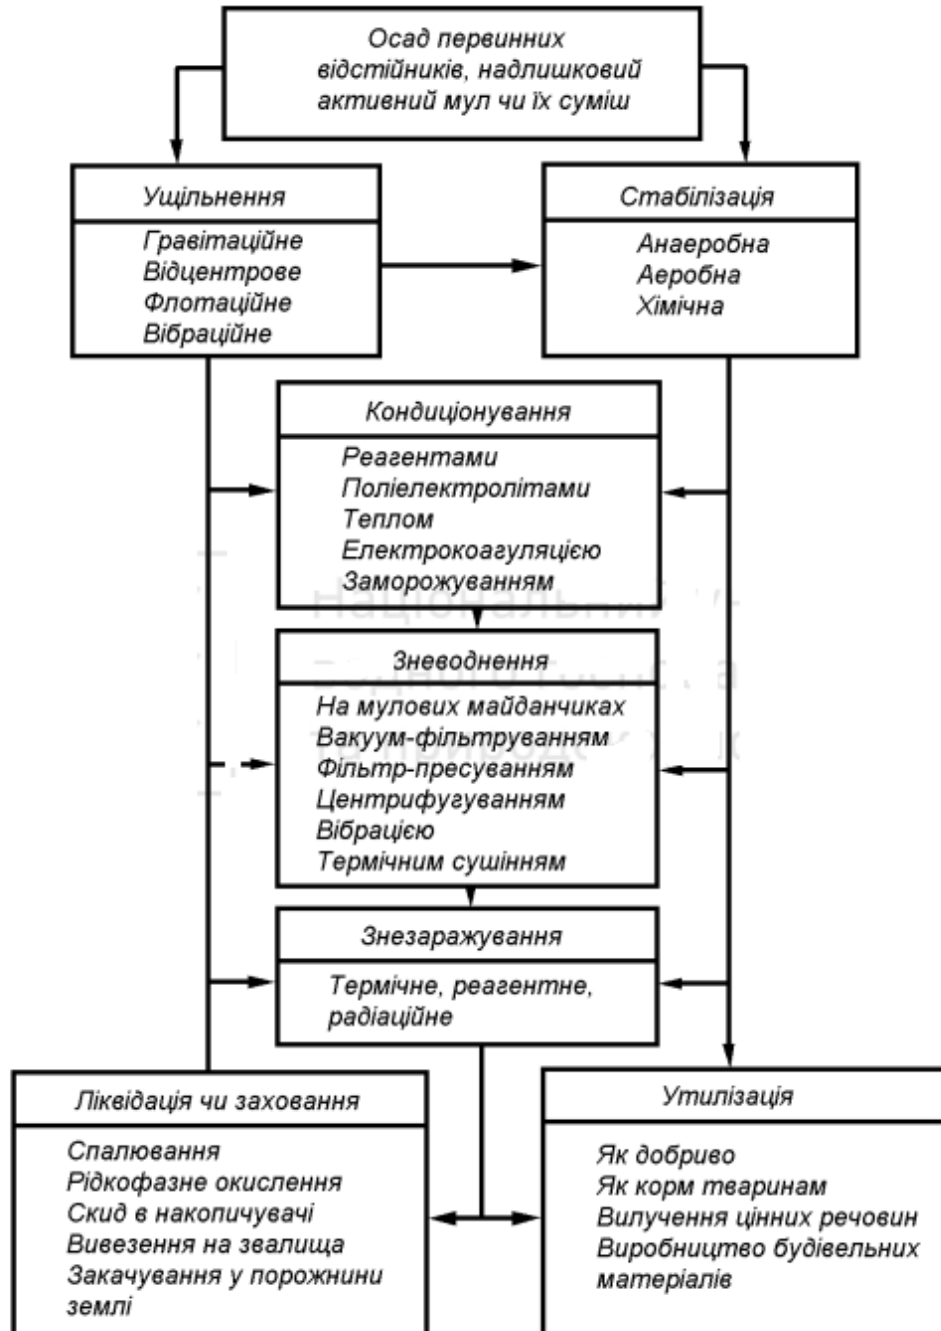 Осад первинних
відстійників, надлишковий
активний мул чи їх суміш
Ущільнення
Гравітаційне
Відцентрове
Флотаційне
Вібраційне
Стабілізація
Анаеробна
Аеробна
Хімічна
Кондиціонування
Реагентами
Поліелектролітами
Теплом
Електрокоагуляцією
Заморожуванням
Зневоднення
На мулових майданчиках
Вакуум-фільтруванням
Фільтр-пресуванням
Центрифугуванням
Вібрацією
Термічним сушінням
Знезаражування
Термічне, реагентне,
радіаційне
Ліквідація чи заховання
Спалювання
Рідкофазне окислення
Скид в накопичувачі
Вивезення на звалища
Закачування у порожнини
землі
Утилізація
Як добриво
Як корм тваринам
Вилучення цінних речовин
Виробництво будівельних
матеріалів